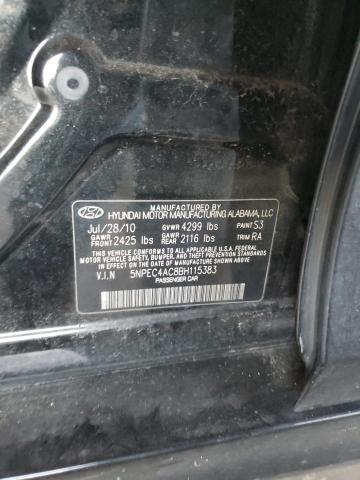 MANUFACTURED BY
HYUNDAI MOTOR MANUFACTURING ALABAMA, LLC
Jul/28/10 GVWR 4299 lbs PAINT S3
GAWR FRONT 2425 lbs GAWR REAR 2116 lbs TRIM RA
THIS VEHICLE CONFORMS TO ALL APPLICABLE U.S.A. FEDERAL
MOTOR VEHICLE SAFETY, BUMPER, AND THEFT PREVENTION
STANDARDS IN EFFECT ON THE DATE OF MANUFACTURE
SHOWN ABOVE.
V.I.N 5NPEC4AC8BH115383
PASSENGER CAR